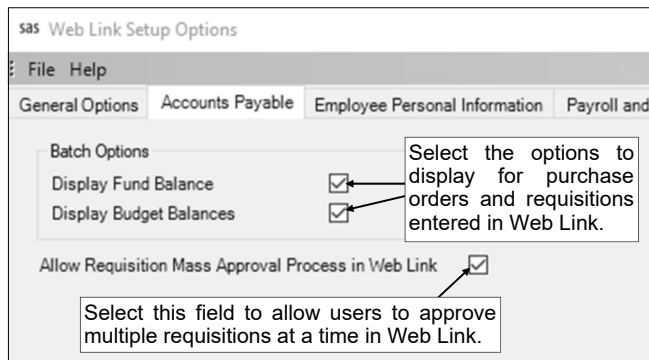 sas Web Link Setup Options
File Help
General Options Accounts Payable Employee Personal Information Payroll and
Batch Options
Display Fund Balance
Display Budget Balances
Select the options to
display for purchase
orders and requisitions
entered in Web Link.
Allow Requisition Mass Approval Process in Web Link
Select this field to allow users to approve
multiple requisitions at a time in Web Link.